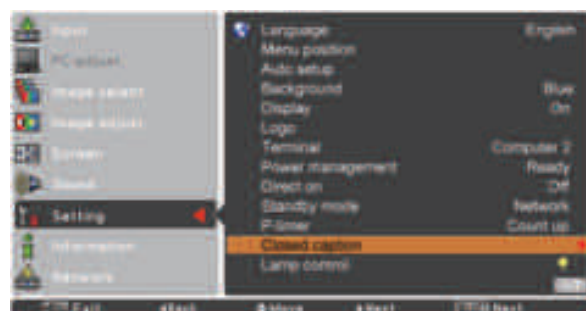 Input
PC adjust
Image select
Image adjust
Screen
Sound
Setting
Information
Network
Language English
Menu position
Auto setup
Background Blue
Display On
Logo
Terminal Computer 2
Power management Ready
Direct on Off
Standby mode Network
P-timer Count up
Closed caption
Lamp control
Exit Back Move Next Next